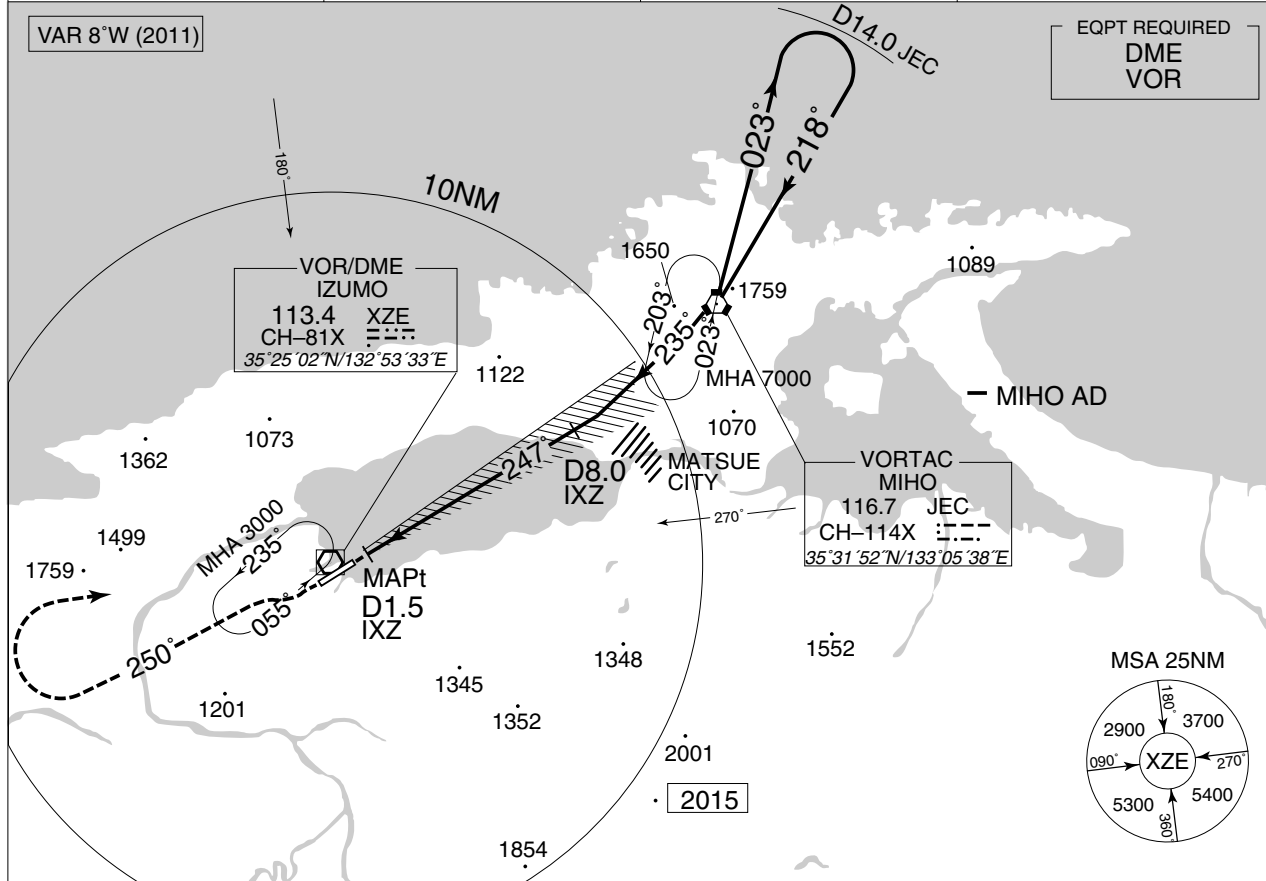 VAR 8°W (2011)
D14.0 JEC
EQPT REQUIRED
DME
VOR
023°
218°
180°
10NM
1650
1759
1089
VOR/DME
IZUMO
113.4 XZE
CH–81X
35°25´02˝N/132°53´33˝E
203°
235°
023°
1122
MHA 7000
MIHO AD
1073
1070
1362
247°
D8.0
IXZ
MATSUE
CITY
VORTAC
MIHO
116.7 JEC
CH–114X
35°31´52˝N/133°05´38˝E
270°
MHA 3000
235°
1499
1759
MAPt
D1.5
IXZ
055°
250°
1348
1552
1345
1201
1352
2001
2015
1854
MSA 25NM
180°
2900
3700
090°
XZE
270°
5300
5400
360°